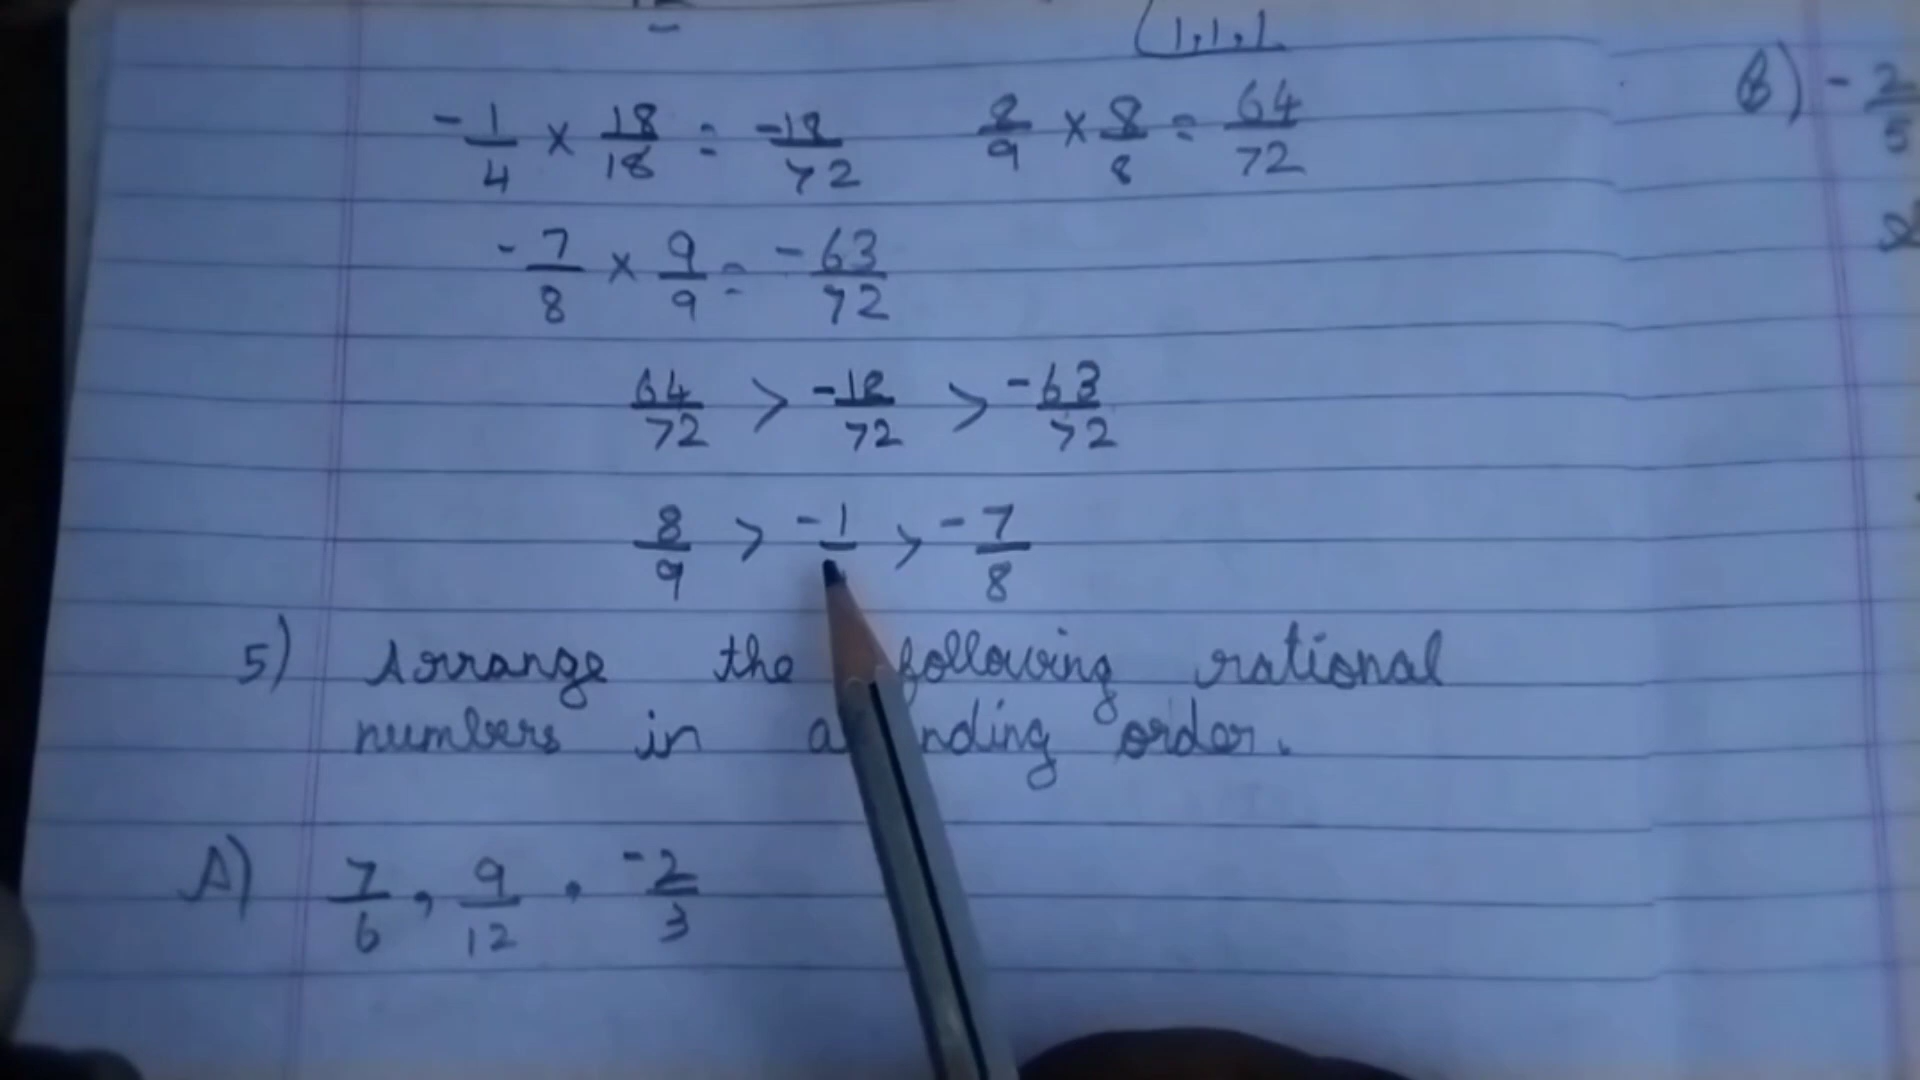 (1,1,1
-1/4 × 18/18 = -18/72 8/9 × 8/8 = 64/72
-7/8 × 9/9 = -63/72
64/72 > -18/72 > -63/72
8/9 > -1/ > -7/8
5) Arrange the following rational
numbers in a nding order.
A) 7/6, 9/12, -2/3
B) -2/5